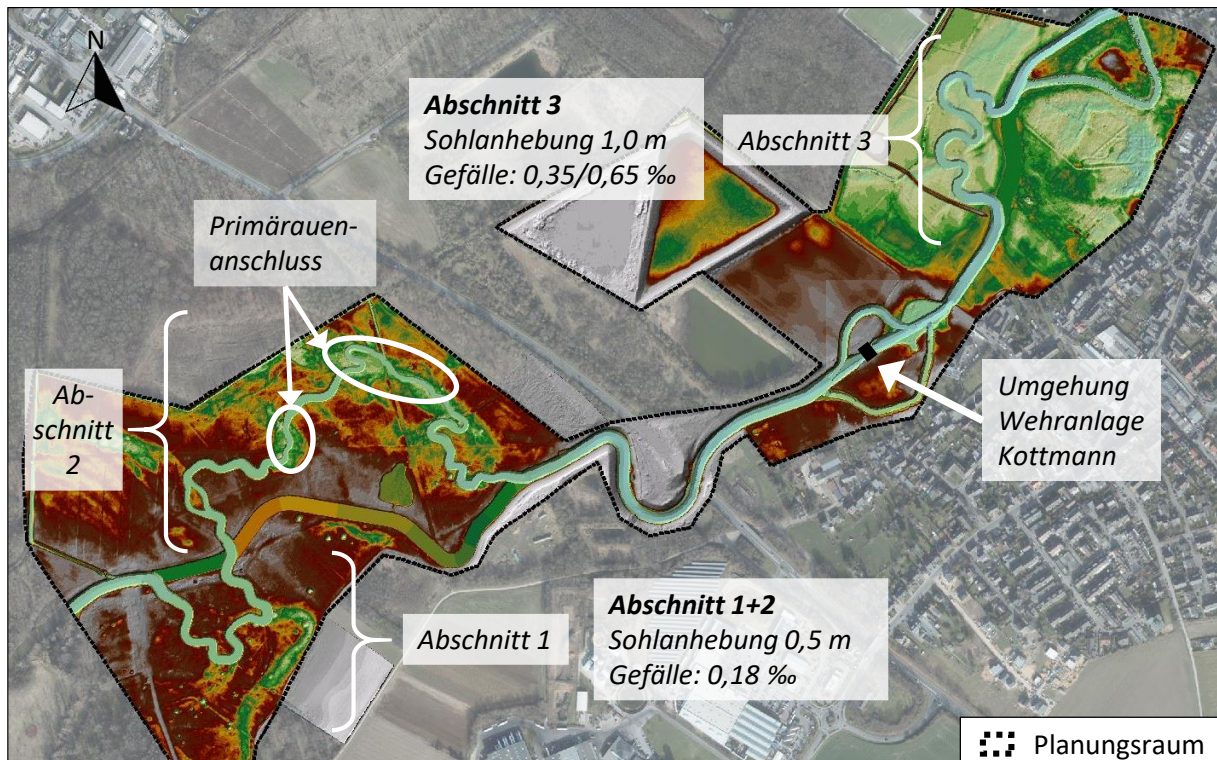 N
Abschnitt 3
Sohlanhebung 1,0 m
Gefälle: 0,35/0,65 ‰
Abschnitt 3
Primärauen-
anschluss
Ab-
schnitt
2
Umgehung
Wehranlage
Kottmann
Abschnitt 1
Abschnitt 1+2
Sohlanhebung 0,5 m
Gefälle: 0,18 ‰
Planungsraum